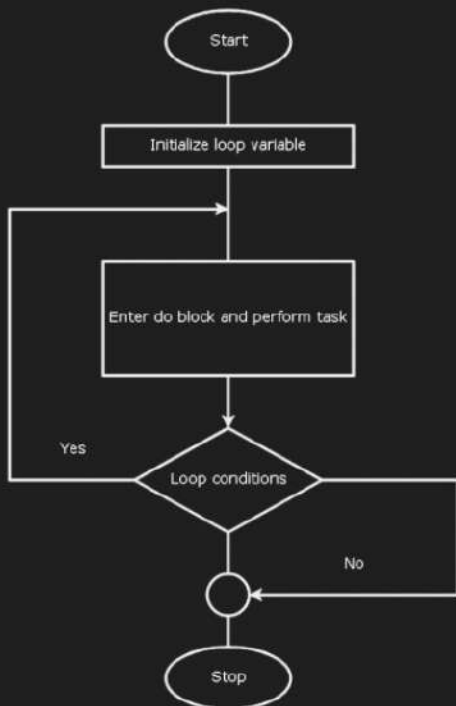 Start
Initialize loop variable
Enter do block and perform task
Yes
Loop conditions
No
Stop